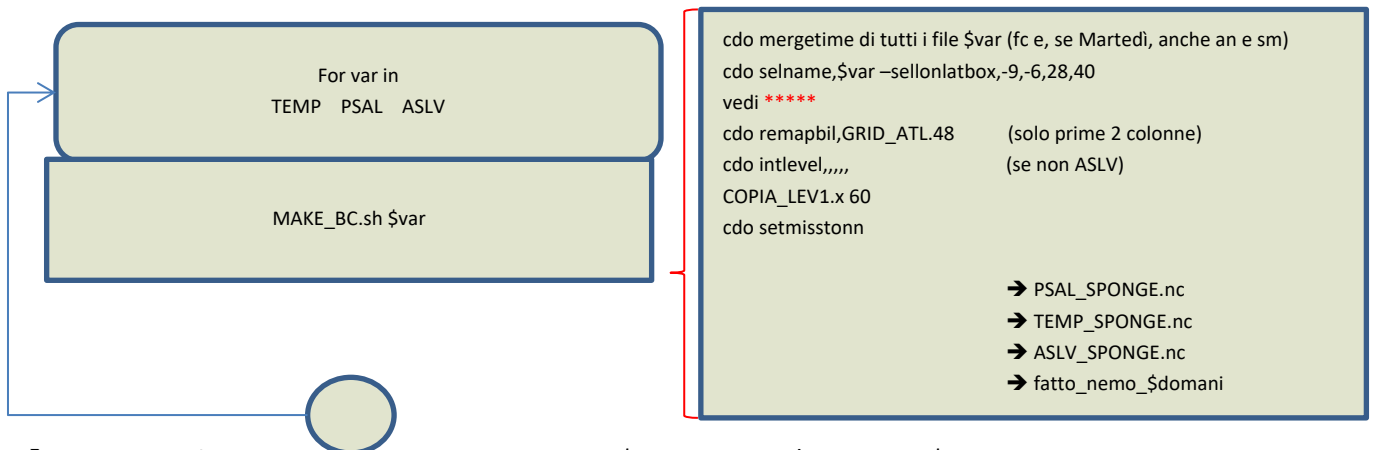 For var in
TEMP PSAL ASLV
MAKE_BC.sh $var
cdo mergetime di tutti i file $var (fc e, se Martedì, anche an e sm)
cdo selname,$var –sellonlatbox,-9,-6,28,40
vedi *****
cdo remapbil,GRID_ATL.48 (solo prime 2 colonne)
cdo intlevel,,,,, (se non ASLV)
COPIA_LEV1.x 60
cdo setmisstonn
➔ PSAL_SPONGE.nc
➔ TEMP_SPONGE.nc
➔ ASLV_SPONGE.nc
➔ fatto_nemo_$domani